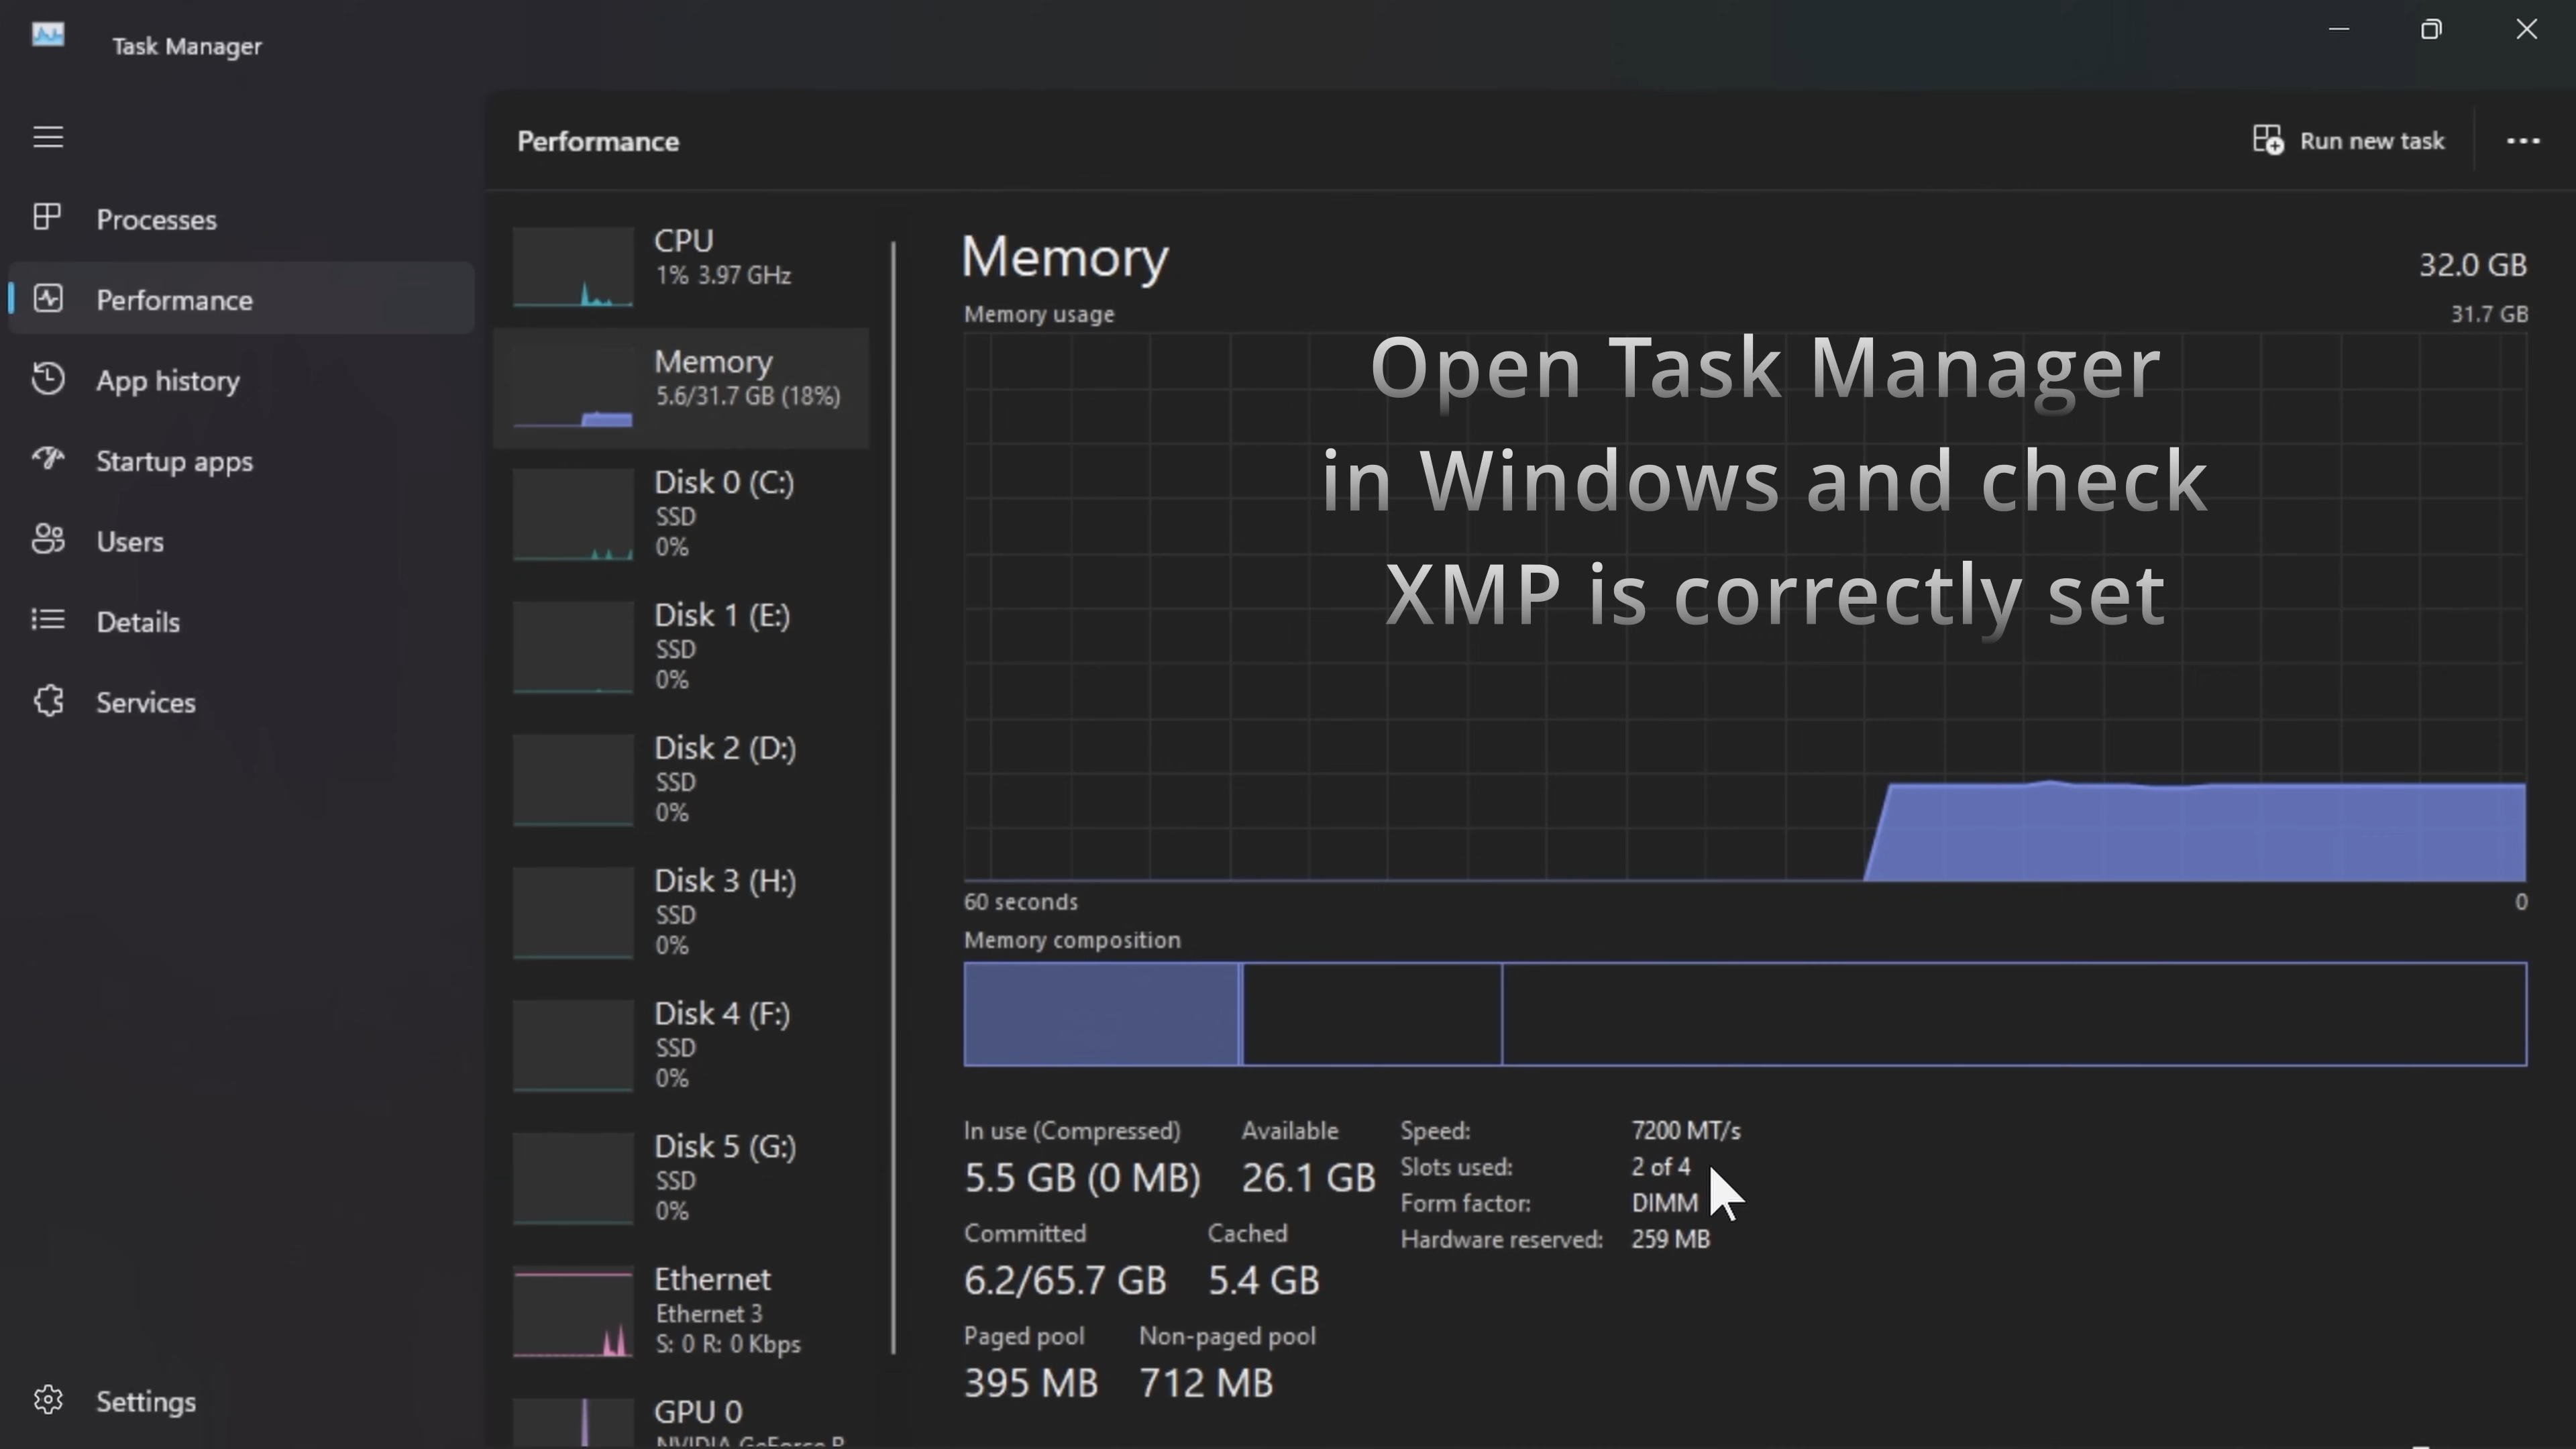 Task Manager
Performance
Run new task
Processes
Performance
App history
Startup apps
Users
Details
Services
Settings
CPU
1% 3.97 GHz
Memory
5.6/31.7 GB (18%)
Disk 0 (C:)
SSD
0%
Disk 1 (E:)
SSD
0%
Disk 2 (D:)
SSD
0%
Disk 3 (H:)
SSD
0%
Disk 4 (F:)
SSD
0%
Disk 5 (G:)
SSD
0%
Ethernet
Ethernet 3
S: 0 R: 0 Kbps
GPU 0
NVIDIA GeForce R
Memory
32.0 GB
Memory usage
31.7 GB
Open Task Manager
in Windows and check
XMP is correctly set
60 seconds
0
Memory composition
In use (Compressed)
5.5 GB (0 MB)
Available
26.1 GB
Committed
6.2/65.7 GB
Cached
5.4 GB
Paged pool
395 MB
Non-paged pool
712 MB
Speed: 7200 MT/s
Slots used: 2 of 4
Form factor: DIMM
Hardware reserved: 259 MB